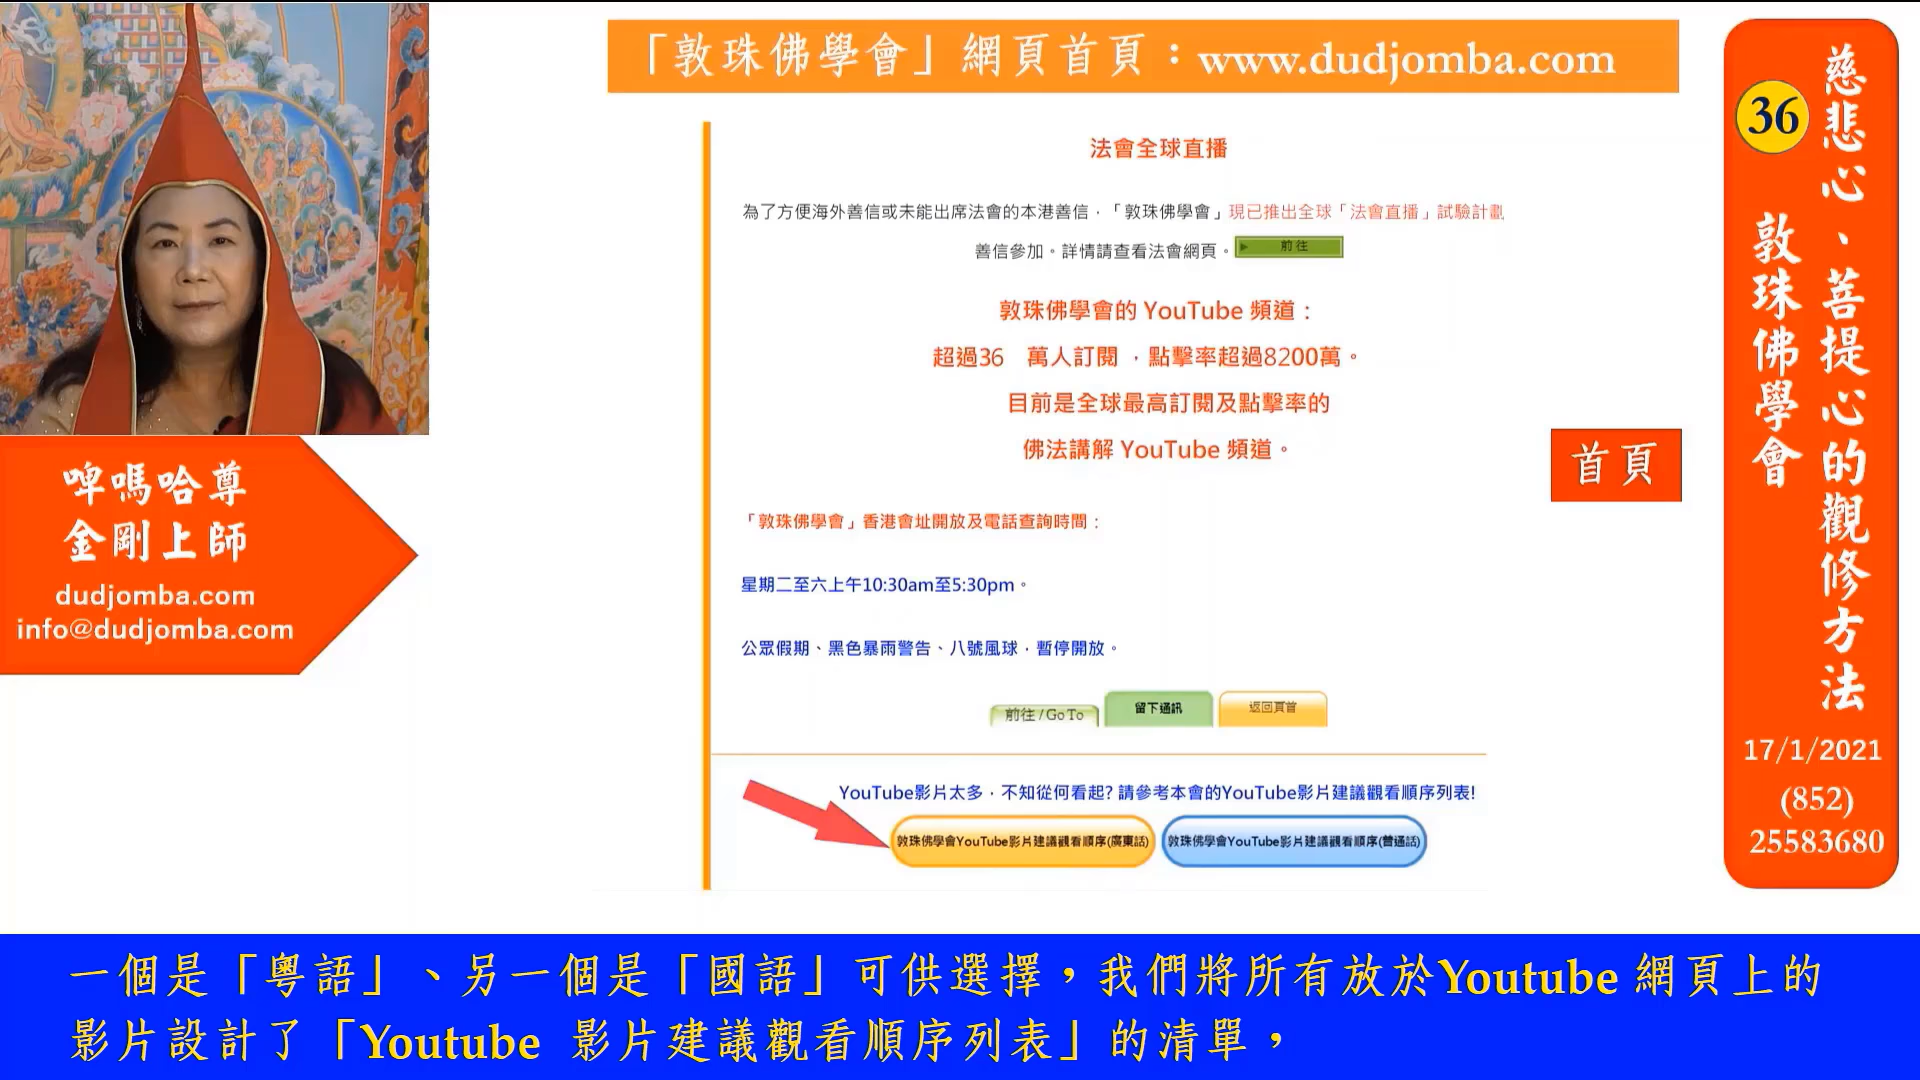 「敦珠佛學會」網頁首頁：www.dudjomba.com
法會全球直播
為了方便海外善信或未能出席法會的本港善信，「敦珠佛學會」現已推出全球「法會直播」試驗計劃
善信參加。詳情請查看法會網頁。
前往
敦珠佛學會的 YouTube 頻道：
超過36 萬人訂閱 ，點擊率超過8200萬。
目前是全球最高訂閱及點擊率的
佛法講解 YouTube 頻道。
「敦珠佛學會」香港會址開放及電話查詢時間：
星期二至六上午10:30am至5:30pm。
公眾假期、黑色暴雨警告、八號風球，暫停開放。
前往 / Go To
留下通訊
返回頁首
YouTube影片太多，不知從何看起? 請參考本會的YouTube影片建議觀看順序列表!
敦珠佛學會YouTube影片建議觀看順序(廣東話)
敦珠佛學會YouTube影片建議觀看順序(普通話)
首頁
啤嗎哈尊
金剛上師
dudjomba.com
info@dudjomba.com
慈悲心、菩提心的觀修方法
36
敦珠佛學會
17/1/2021
(852)
25583680
一個是「粵語」、另一個是「國語」可供選擇，我們將所有放於Youtube 網頁上的
影片設計了「Youtube 影片建議觀看順序列表」的清單，